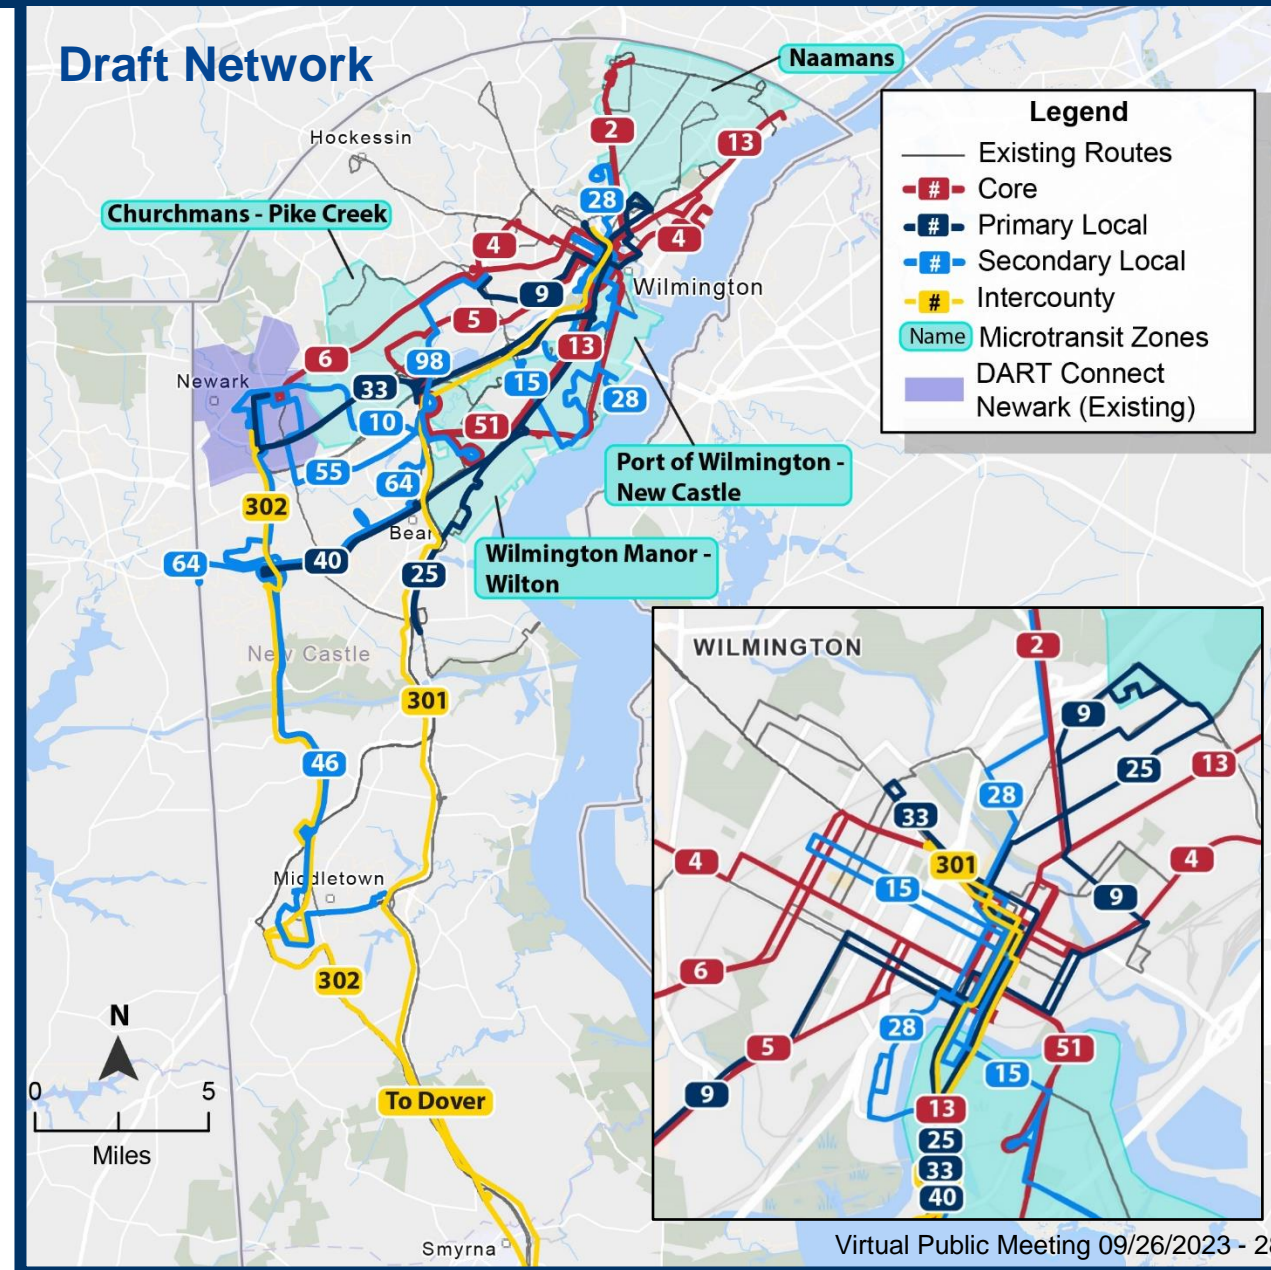 Draft Network
Naamans
Legend
Existing Routes
# Core
# Primary Local
# Secondary Local
# Intercounty
Name Microtransit Zones
DART Connect
Newark (Existing)
Hockessin
2
13
28
Churchmans - Pike Creek
4
4
Wilmington
9
5
13
6
98
Newark
33
15
28
10
51
55
64
Port of Wilmington -
New Castle
302
Bear
Wilmington Manor -
Wilton
64
40
25
New Castle
301
46
Middletown
302
N
0 5
Miles
To Dover
Smyrna
WILMINGTON
2
9
25
13
28
33
301
4
4
15
9
6
28
5
51
15
9
13
25
33
40
Virtual Public Meeting 09/26/2023 - 28